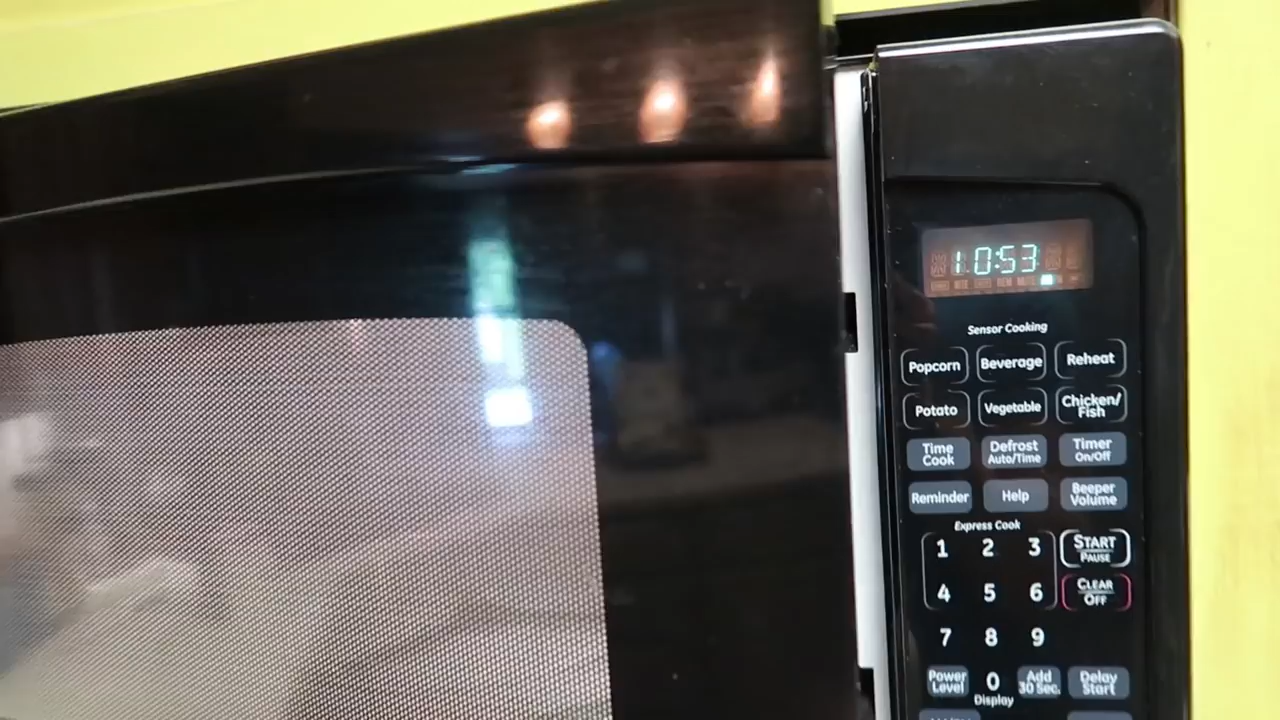 10:53
Sensor Cooking
Popcorn Beverage Reheat
Potato Vegetable Chicken/Fish
Time Cook Defrost Auto/Time Timer On/Off
Reminder Help Beeper Volume
Express Cook
1 2 3 START PAUSE
4 5 6 CLEAR OFF
7 8 9
Power Level 0 Add 30 Sec. Delay Start
Display